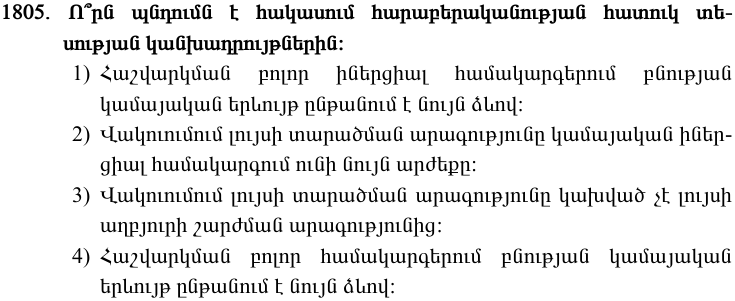 1805. Ո՞րն պնդումն է հակասում հարաբերականության հատուկ տե-
սության կանխադրույթներին:
1) Հաշվարկման բոլոր իներցիալ համակարգերում բնության
կամայական երևույթ ընթանում է նույն ձևով:
2) Վակուումում լույսի տարածման արագությունը կամայական իներ-
ցիալ համակարգում ունի նույն արժեքը:
3) Վակուումում լույսի տարածման արագությունը կախված չէ լույսի
աղբյուրի շարժման արագությունից:
4) Հաշվարկման բոլոր համակարգերում բնության կամայական
երևույթ ընթանում է նույն ձևով: